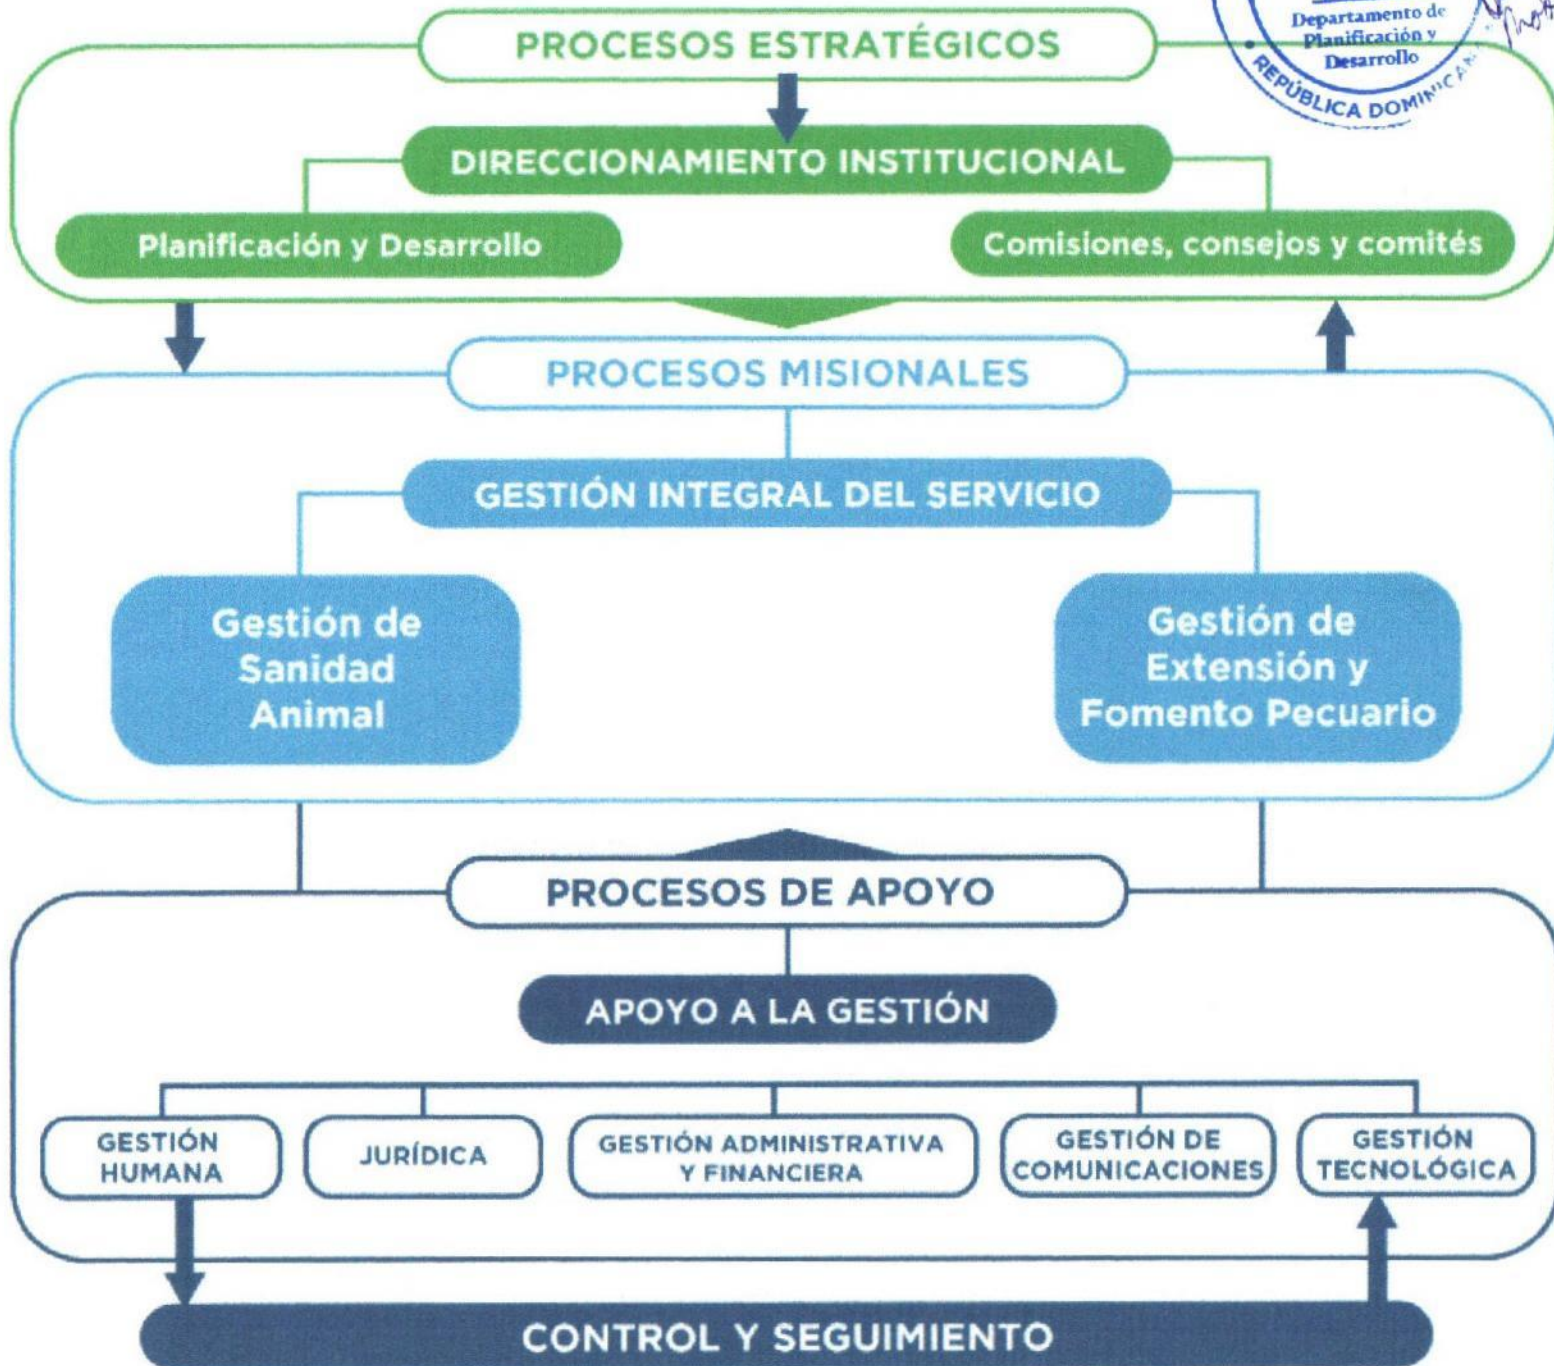 Departamento de
Planificación y
Desarrollo
REPÚBLICA DOMINICANA
PROCESOS ESTRATÉGICOS
DIRECCIONAMIENTO INSTITUCIONAL
Planificación y Desarrollo
Comisiones, consejos y comités
PROCESOS MISIONALES
GESTIÓN INTEGRAL DEL SERVICIO
Gestión de
Sanidad
Animal
Gestión de
Extensión y
Fomento Pecuario
PROCESOS DE APOYO
APOYO A LA GESTIÓN
GESTIÓN
HUMANA
JURÍDICA
GESTIÓN ADMINISTRATIVA
Y FINANCIERA
GESTIÓN DE
COMUNICACIONES
GESTIÓN
TECNOLÓGICA
CONTROL Y SEGUIMIENTO